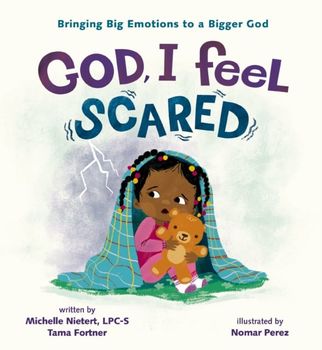 Bringing Big Emotions to a Bigger God
GOD, I feel
SCARED
written by
Michelle Nietert, LPC-S
Tama Fortner
illustrated by
Nomar Perez